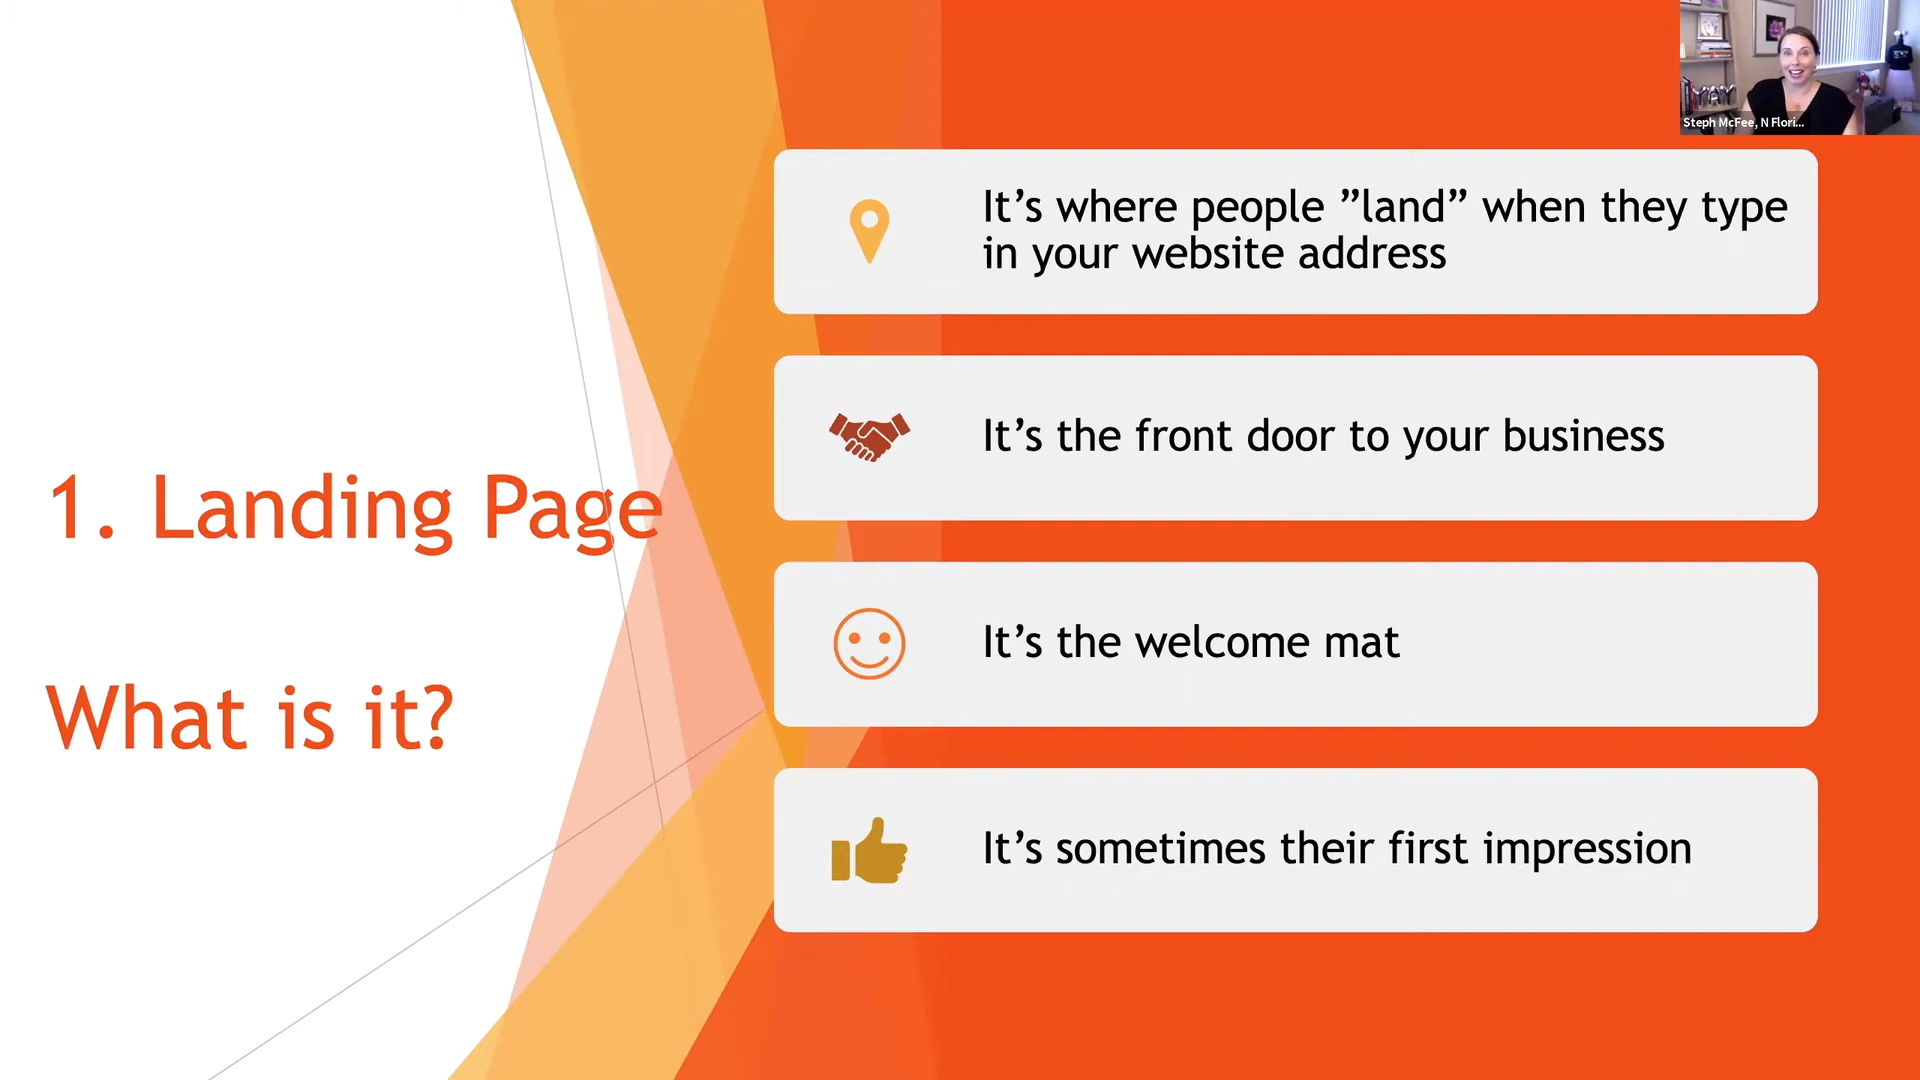 1. Landing Page
What is it?
It’s where people ”land” when they type
in your website address
It’s the front door to your business
It’s the welcome mat
It’s sometimes their first impression
YAY
Steph McFee, N Flori...